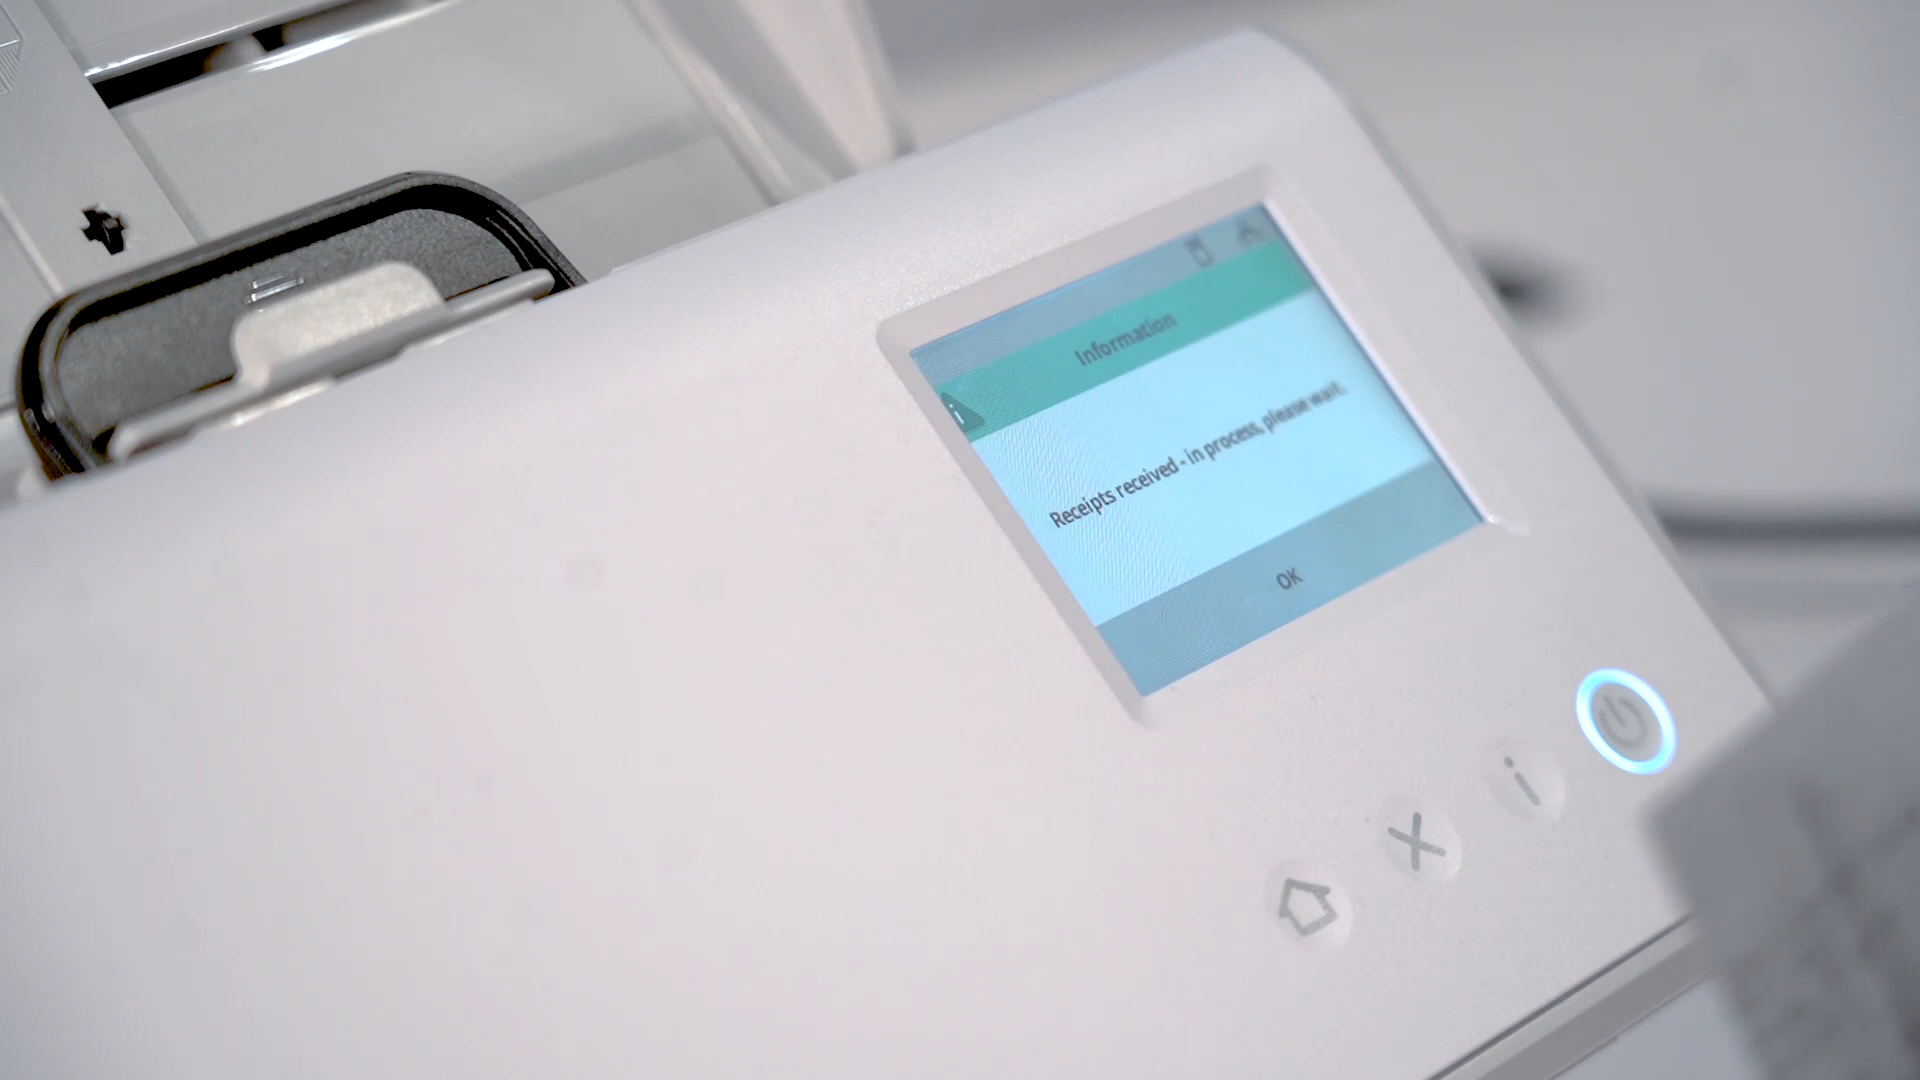 Information
Receipts received - in process, please wait.
OK